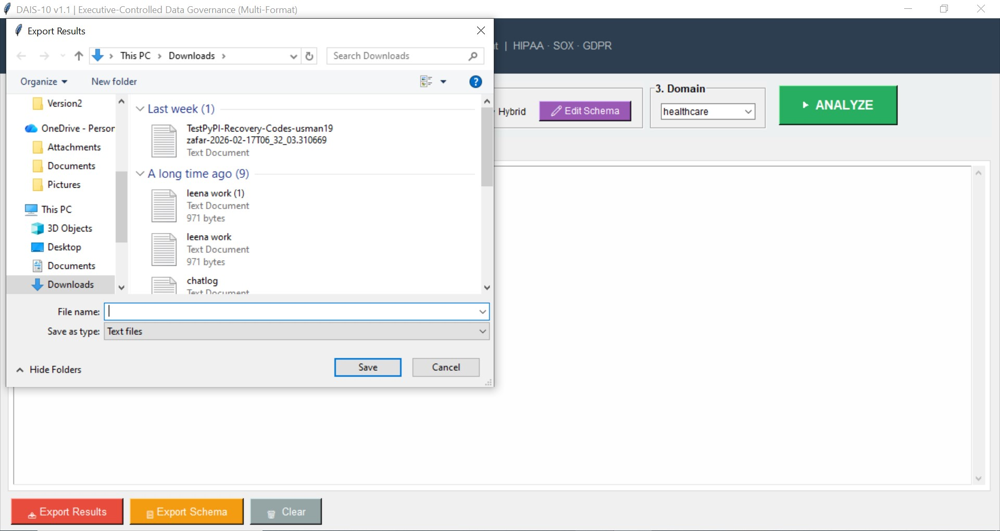 DAIS-10 v1.1 | Executive-Controlled Data Governance (Multi-Format)
Export Results
| HIPAA · SOX · GDPR
This PC
Downloads
Search Downloads
Organize
New folder
?
Version2
OneDrive - Person
Attachments
Documents
Pictures
This PC
3D Objects
Desktop
Documents
Downloads
Last week (1)
TestPyPI-Recovery-Codes-usman19
zafar-2026-02-17T06_32_03.310669
Text Document
A long time ago (9)
leena work (1)
Text Document
971 bytes
leena work
Text Document
971 bytes
chatlog
Text Document
File name:
Save as type: Text files
Hide Folders
Save
Cancel
Hybrid
Edit Schema
3. Domain
healthcare
ANALYZE
Export Results
Export Schema
Clear